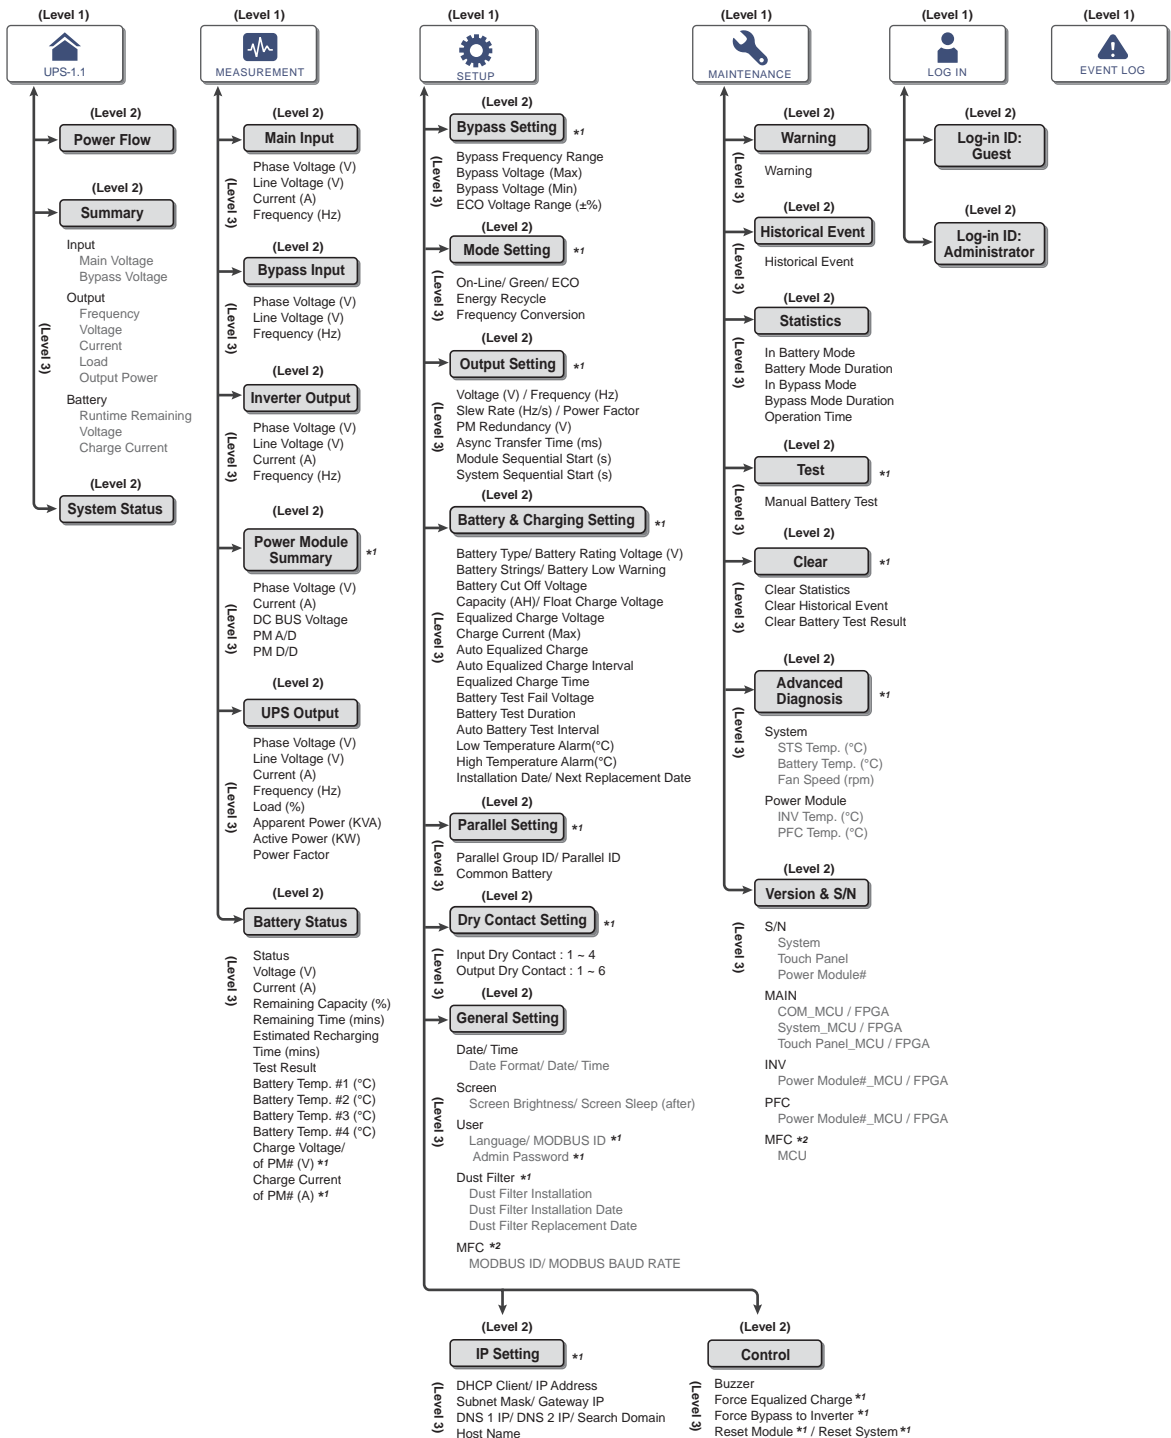 (Level 1)
UPS-1.1
(Level 2)
Power Flow
(Level 2)
Summary
(Level 3)
Input
Main Voltage
Bypass Voltage
Output
Frequency
Voltage
Current
Load
Output Power
Battery
Runtime Remaining
Voltage
Charge Current
(Level 2)
System Status
(Level 1)
MEASUREMENT
(Level 2)
Main Input
(Level 3)
Phase Voltage (V)
Line Voltage (V)
Current (A)
Frequency (Hz)
(Level 2)
Bypass Input
(Level 3)
Phase Voltage (V)
Line Voltage (V)
Frequency (Hz)
(Level 2)
Inverter Output
(Level 3)
Phase Voltage (V)
Line Voltage (V)
Current (A)
Frequency (Hz)
(Level 2)
Power Module
Summary *1
(Level 3)
Phase Voltage (V)
Current (A)
DC BUS Voltage
PM A/D
PM D/D
(Level 2)
UPS Output
(Level 3)
Phase Voltage (V)
Line Voltage (V)
Current (A)
Frequency (Hz)
Load (%)
Apparent Power (KVA)
Active Power (KW)
Power Factor
(Level 2)
Battery Status
(Level 3)
Status
Voltage (V)
Current (A)
Remaining Capacity (%)
Remaining Time (mins)
Estimated Recharging
Time (mins)
Test Result
Battery Temp. #1 (°C)
Battery Temp. #2 (°C)
Battery Temp. #3 (°C)
Battery Temp. #4 (°C)
Charge Voltage/
of PM# (V) *1
Charge Current
of PM# (A) *1
(Level 1)
SETUP
(Level 2)
Bypass Setting *1
(Level 3)
Bypass Frequency Range
Bypass Voltage (Max)
Bypass Voltage (Min)
ECO Voltage Range (±%)
(Level 2)
Mode Setting *1
(Level 3)
On-Line/ Green/ ECO
Energy Recycle
Frequency Conversion
(Level 2)
Output Setting *1
(Level 3)
Voltage (V) / Frequency (Hz)
Slew Rate (Hz/s) / Power Factor
PM Redundancy (V)
Async Transfer Time (ms)
Module Sequential Start (s)
System Sequential Start (s)
(Level 2)
Battery & Charging Setting *1
(Level 3)
Battery Type/ Battery Rating Voltage (V)
Battery Strings/ Battery Low Warning
Battery Cut Off Voltage
Capacity (AH)/ Float Charge Voltage
Equalized Charge Voltage
Charge Current (Max)
Auto Equalized Charge
Auto Equalized Charge Interval
Equalized Charge Time
Battery Test Fail Voltage
Battery Test Duration
Auto Battery Test Interval
Low Temperature Alarm(°C)
High Temperature Alarm(°C)
Installation Date/ Next Replacement Date
(Level 2)
Parallel Setting *1
(Level 3)
Parallel Group ID/ Parallel ID
Common Battery
(Level 2)
Dry Contact Setting *1
(Level 3)
Input Dry Contact : 1 ~ 4
Output Dry Contact : 1 ~ 6
(Level 2)
General Setting
(Level 3)
Date/ Time
Date Format/ Date/ Time
Screen
Screen Brightness/ Screen Sleep (after)
User
Language/ MODBUS ID *1
Admin Password *1
Dust Filter *1
Dust Filter Installation
Dust Filter Installation Date
Dust Filter Replacement Date
MFC *2
MODBUS ID/ MODBUS BAUD RATE
(Level 2)
IP Setting *1
(Level 3)
DHCP Client/ IP Address
Subnet Mask/ Gateway IP
DNS 1 IP/ DNS 2 IP/ Search Domain
Host Name
(Level 2)
Control
(Level 3)
Buzzer
Force Equalized Charge *1
Force Bypass to Inverter *1
Reset Module *1 / Reset System *1
(Level 1)
MAINTENANCE
(Level 2)
Warning
(Level 3)
Warning
(Level 2)
Historical Event
(Level 3)
Historical Event
(Level 2)
Statistics
(Level 3)
In Battery Mode
Battery Mode Duration
In Bypass Mode
Bypass Mode Duration
Operation Time
(Level 2)
Test *1
Manual Battery Test
(Level 2)
Clear *1
(Level 3)
Clear Statistics
Clear Historical Event
Clear Battery Test Result
(Level 2)
Advanced
Diagnosis *1
(Level 3)
System
STS Temp. (°C)
Battery Temp. (°C)
Fan Speed (rpm)
Power Module
INV Temp. (°C)
PFC Temp. (°C)
(Level 2)
Version & S/N
(Level 3)
S/N
System
Touch Panel
Power Module#
MAIN
COM_MCU / FPGA
System_MCU / FPGA
Touch Panel_MCU / FPGA
INV
Power Module#_MCU / FPGA
PFC
Power Module#_MCU / FPGA
MFC *2
MCU
(Level 1)
LOG IN
(Level 2)
Log-in ID:
Guest
(Level 2)
Log-in ID:
Administrator
(Level 1)
EVENT LOG